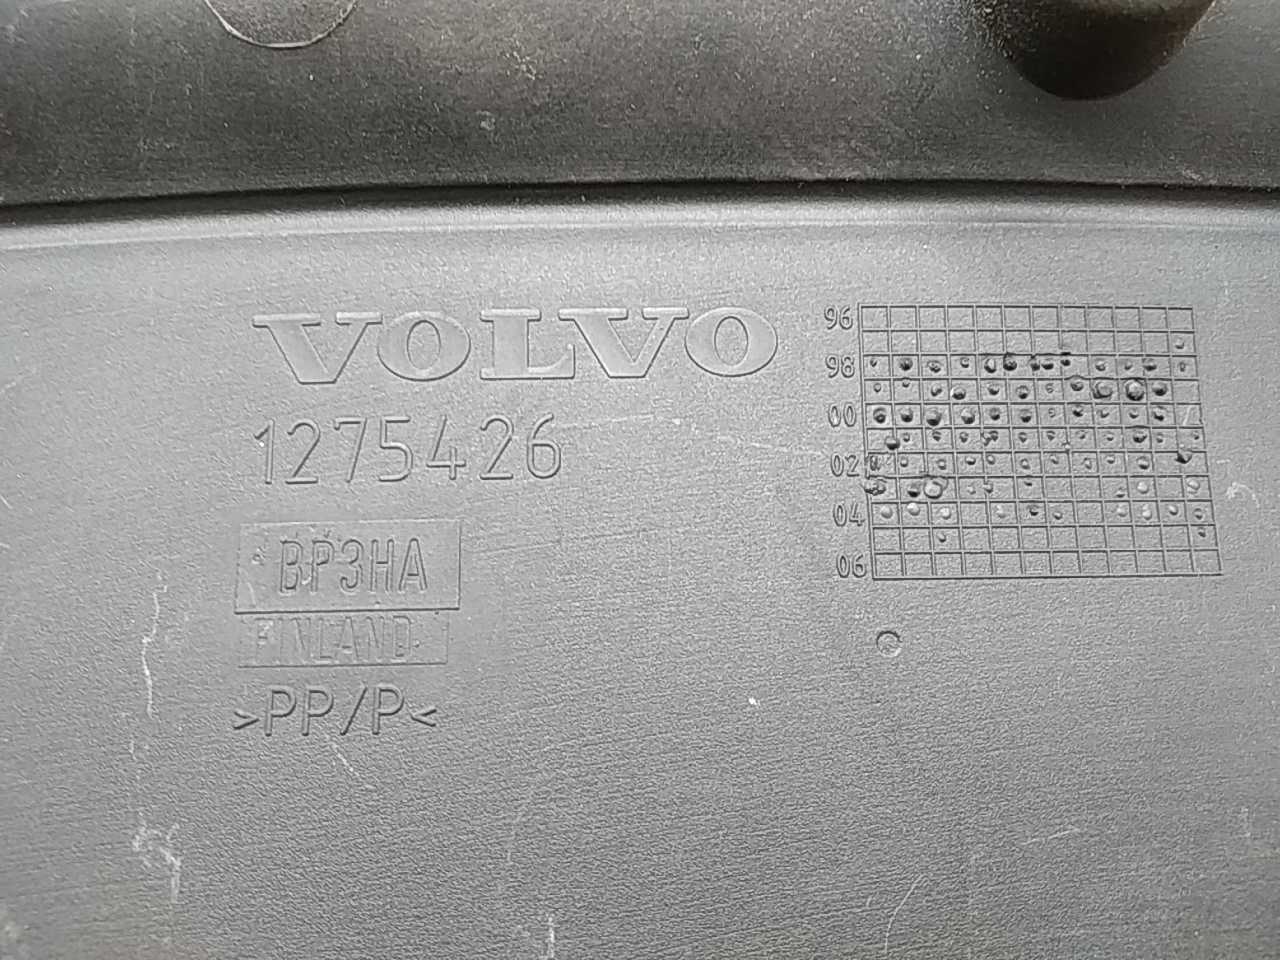 VOLVO
1275426
BP3HA
FINLAND
>PP/P<
96
98
00
02
04
06